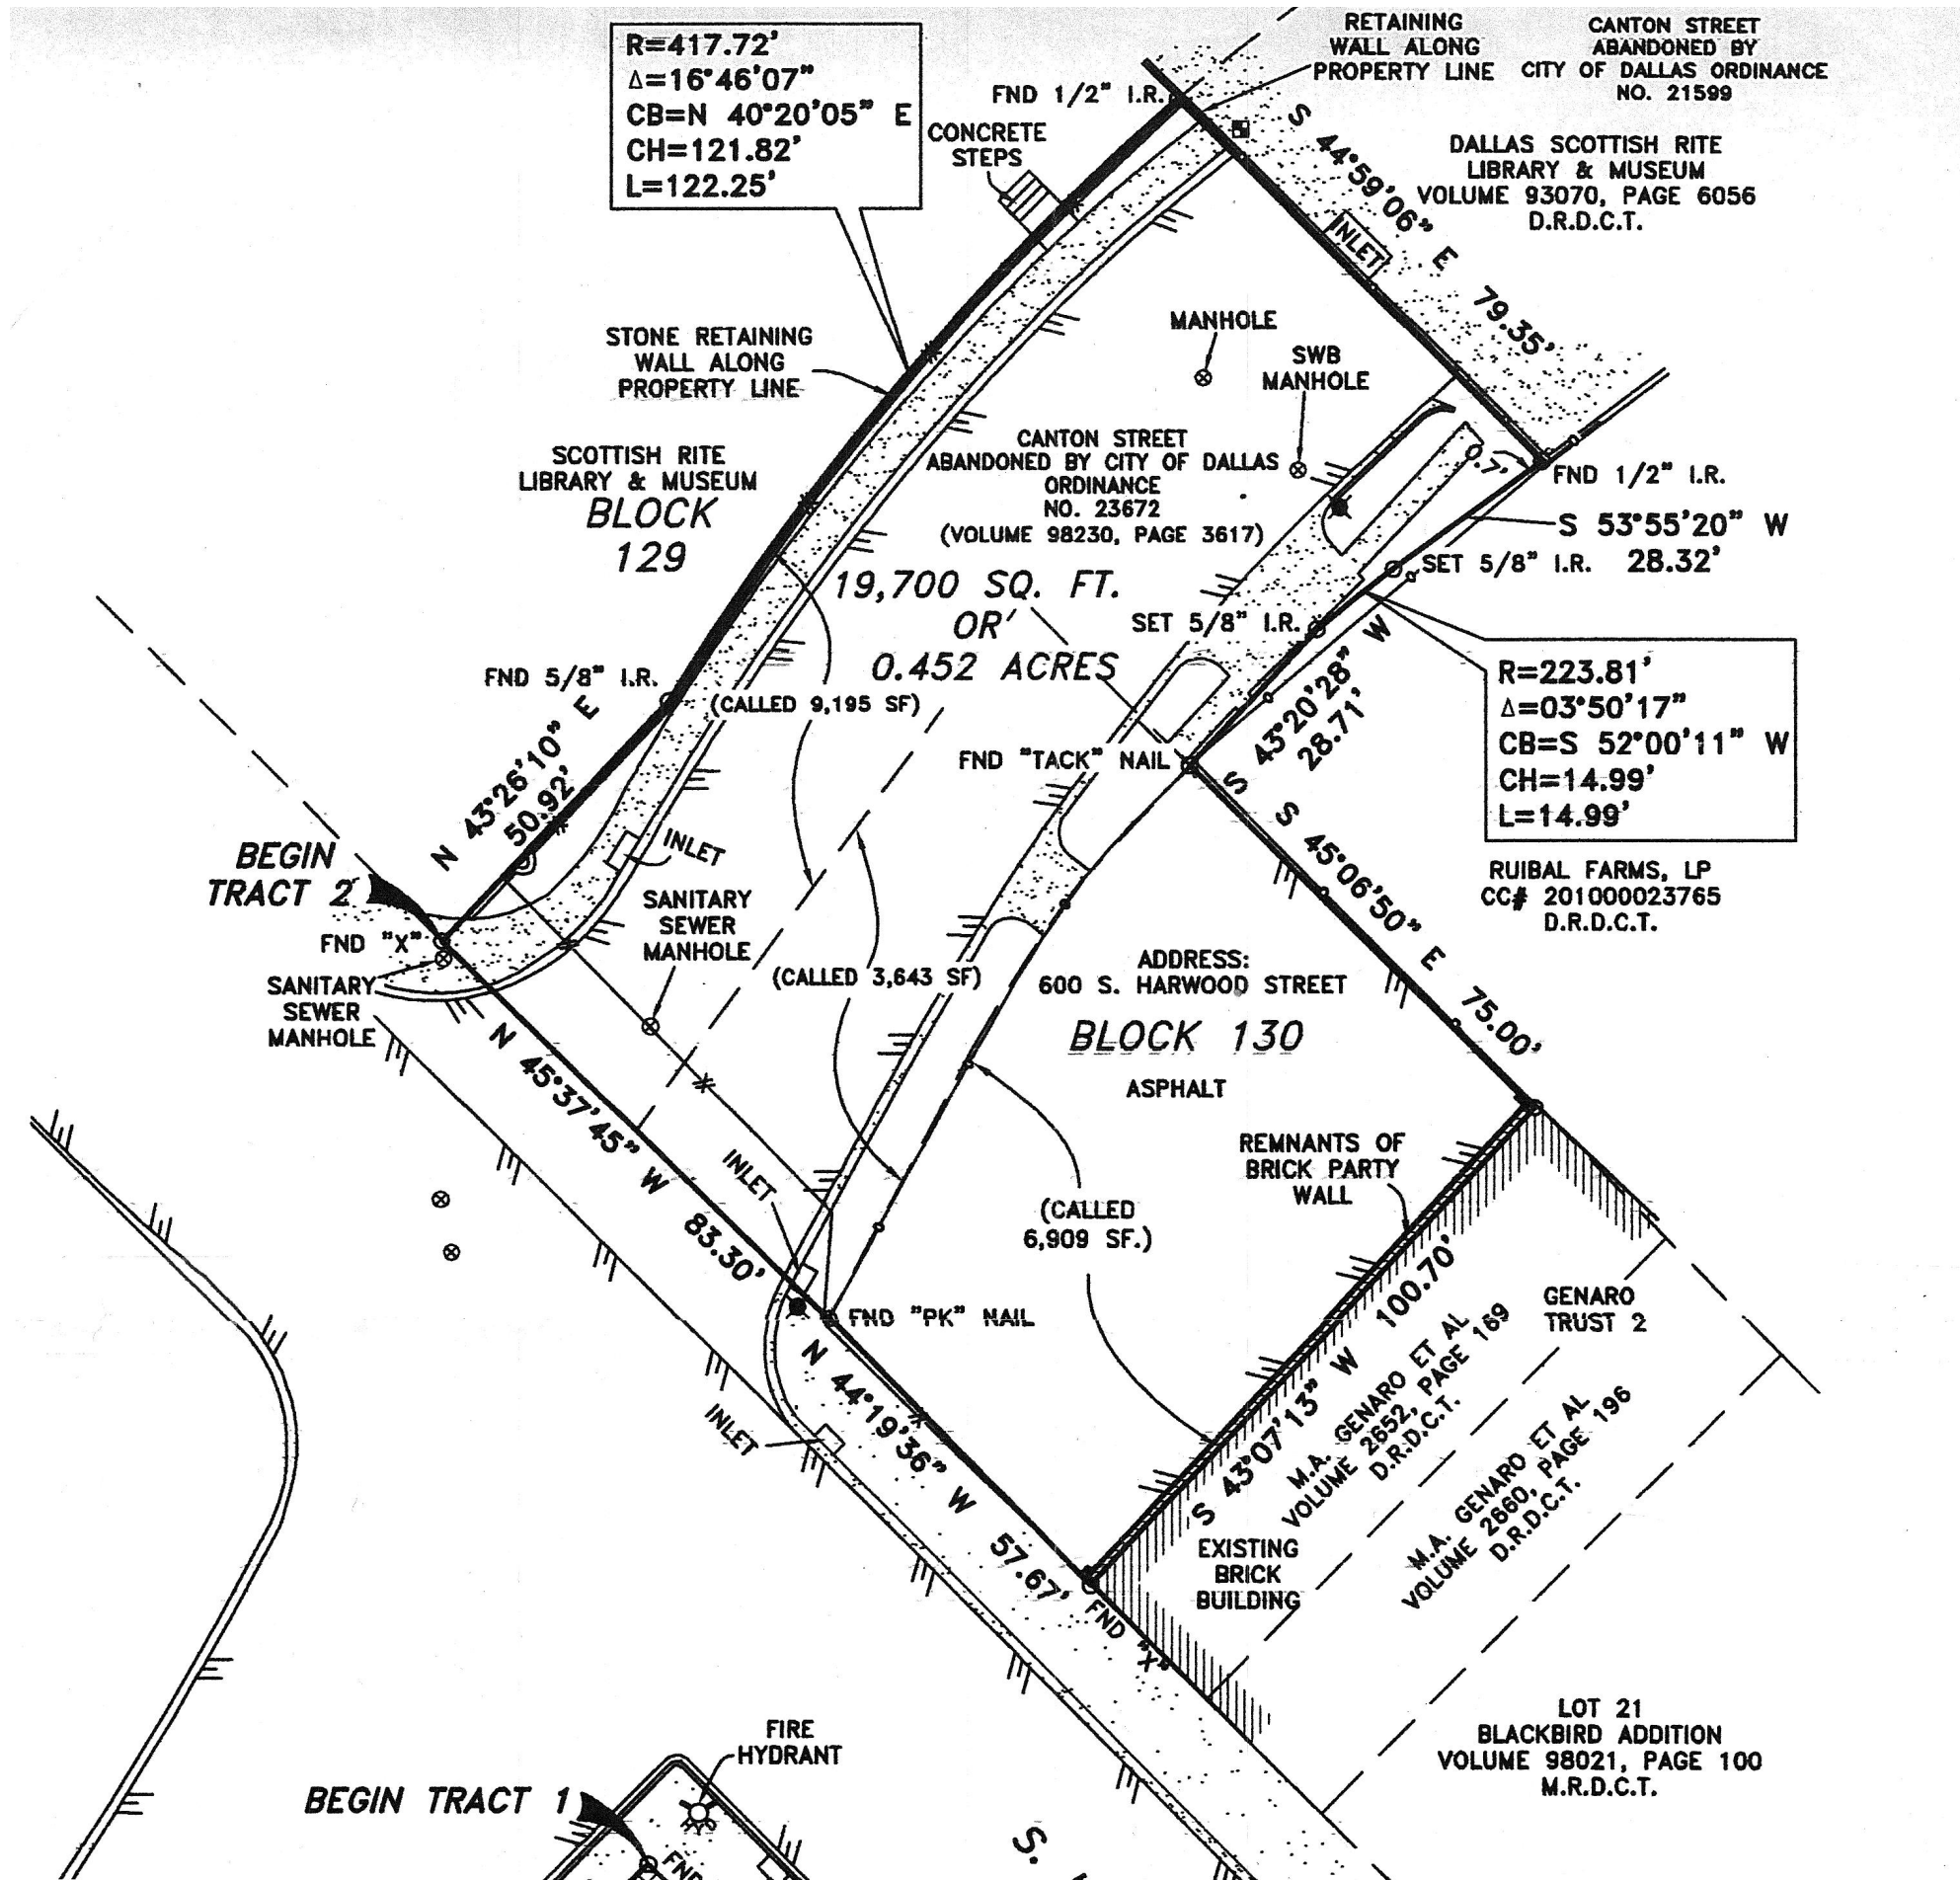 R=417.72'
Δ=16°46'07"
CB=N 40°20'05" E
CH=121.82'
L=122.25'
RETAINING
WALL ALONG
PROPERTY LINE
CANTON STREET
ABANDONED BY
CITY OF DALLAS ORDINANCE
NO. 21599
FND 1/2" I.R.
CONCRETE
STEPS
DALLAS SCOTTISH RITE
LIBRARY & MUSEUM
VOLUME 93070, PAGE 6056
D.R.D.C.T.
S 44°59'06" E 79.35'
INLET
STONE RETAINING
WALL ALONG
PROPERTY LINE
MANHOLE
SWB
MANHOLE
SCOTTISH RITE
LIBRARY & MUSEUM
BLOCK
129
CANTON STREET
ABANDONED BY CITY OF DALLAS
ORDINANCE
NO. 23672
(VOLUME 98230, PAGE 3617)
0.7'
FND 1/2" I.R.
S 53°55'20" W
28.32'
SET 5/8" I.R.
19,700 SQ. FT.
OR
0.452 ACRES
SET 5/8" I.R.
FND 5/8" I.R.
(CALLED 9,195 SF)
S 43°20'28" W
28.71'
R=223.81'
Δ=03°50'17"
CB=S 52°00'11" W
CH=14.99'
L=14.99'
FND "TACK" NAIL
N 43°26'10" E
50.92'
INLET
BEGIN
TRACT 2
FND "X"
SANITARY
SEWER
MANHOLE
SANITARY
SEWER
MANHOLE
RUIBAL FARMS, LP
CC# 201000023765
D.R.D.C.T.
S 45°06'50" E 75.00'
(CALLED 3,643 SF)
ADDRESS:
600 S. HARWOOD STREET
BLOCK 130
ASPHALT
N 45°37'45" W 83.30'
INLET
REMNANTS OF
BRICK PARTY
WALL
(CALLED
6,909 SF.)
FND "PK" NAIL
N 44°19'36" W 57.67'
INLET
S 43°07'13" W 100.70'
GENARO
TRUST 2
M.A. GENARO ET AL
VOLUME 2652, PAGE 169
D.R.D.C.T.
M.A. GENARO ET AL
VOLUME 2660, PAGE 196
D.R.D.C.T.
EXISTING
BRICK
BUILDING
FND "X"
LOT 21
BLACKBIRD ADDITION
VOLUME 98021, PAGE 100
M.R.D.C.T.
FIRE
HYDRANT
BEGIN TRACT 1
FND
S.